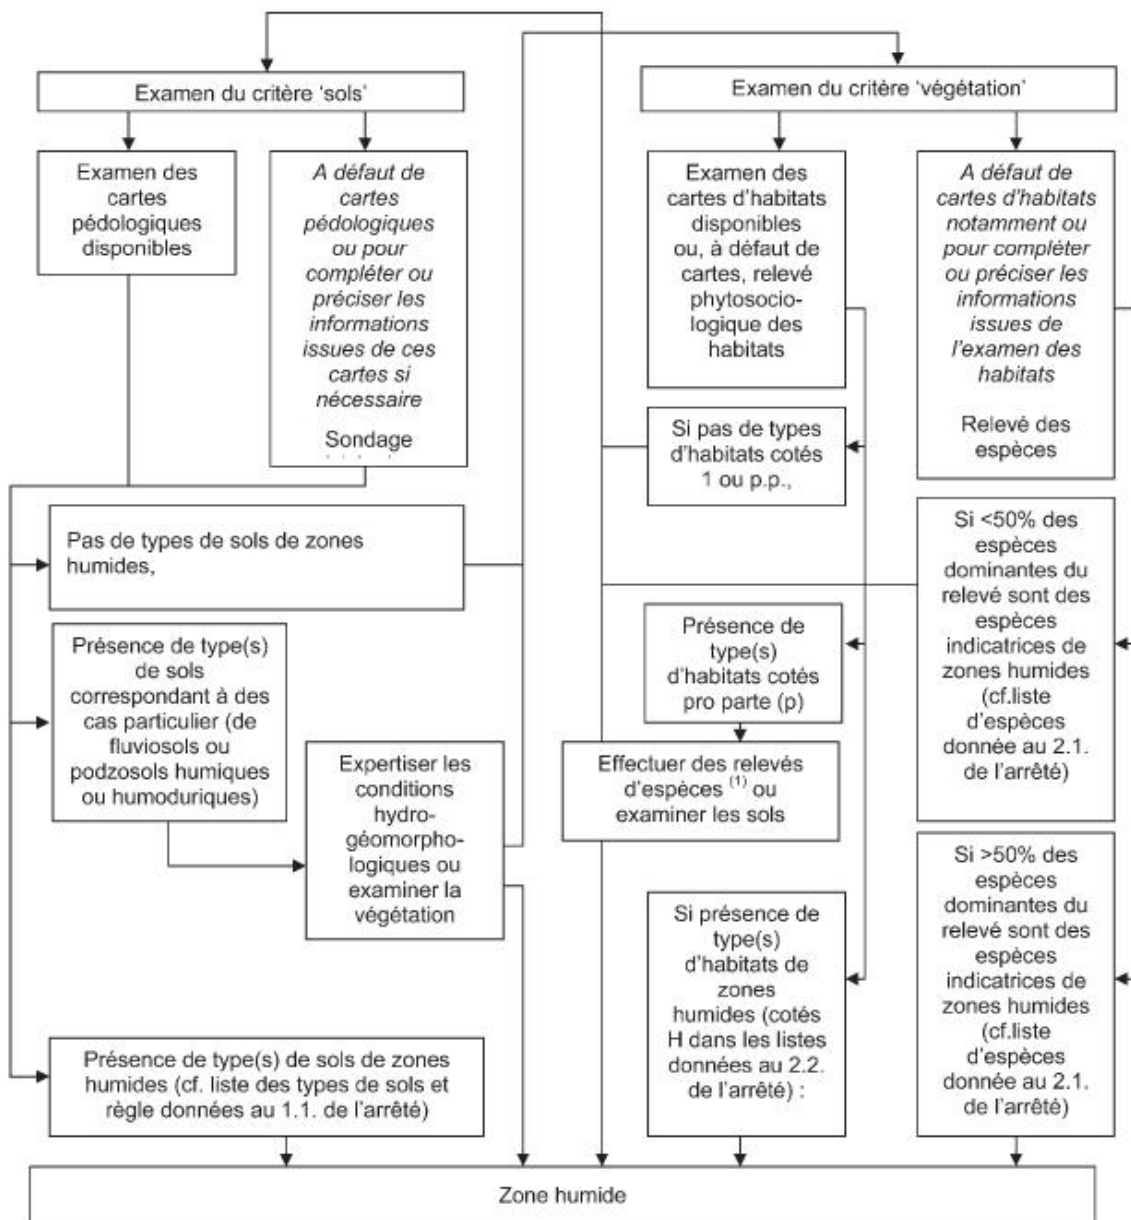 Examen du critère 'sols'
Examen du critère 'végétation'
Examen des
cartes
pédologiques
disponibles
A défaut de
cartes
pédologiques
ou pour
compléter ou
préciser les
informations
issues de ces
cartes si
nécessaire
Sondage
Examen des
cartes d'habitats
disponibles
ou, à défaut de
cartes, relevé
phytosocio-
logique des
habitats
A défaut de
cartes d'habitats
notamment ou
pour compléter
ou préciser les
informations
issues de
l'examen des
habitats
Relevé des
espèces
Si pas de types
d'habitats cotés
1 ou p.p.,
Pas de types de sols de zones
humides,
Si <50% des
espèces
dominantes du
relevé sont des
espèces
indicatrices de
zones humides
(cf.liste
d'espèces
donnée au 2.1.
de l'arrêté)
Présence de type(s)
de sols
correspondant à des
cas particulier (de
fluviosols ou
podzosols humiques
ou humoduriques)
Présence de
type(s)
d'habitats cotés
pro parte (p)
Expertiser les
conditions
hydro-
géomorpho-
logiques ou
examiner la
végétation
Effectuer des relevés
d'espèces (1) ou
examiner les sols
Si >50% des
espèces
dominantes du
relevé sont des
espèces
indicatrices de
zones humides
(cf.liste
d'espèces
donnée au 2.1.
de l'arrêté)
Si présence de
type(s)
d'habitats de
zones
humides (cotés
H dans les listes
données au 2.2.
de l'arrêté) :
Présence de type(s) de sols de zones
humides (cf. liste des types de sols et
règle données au 1.1. de l'arrêté)
Zone humide